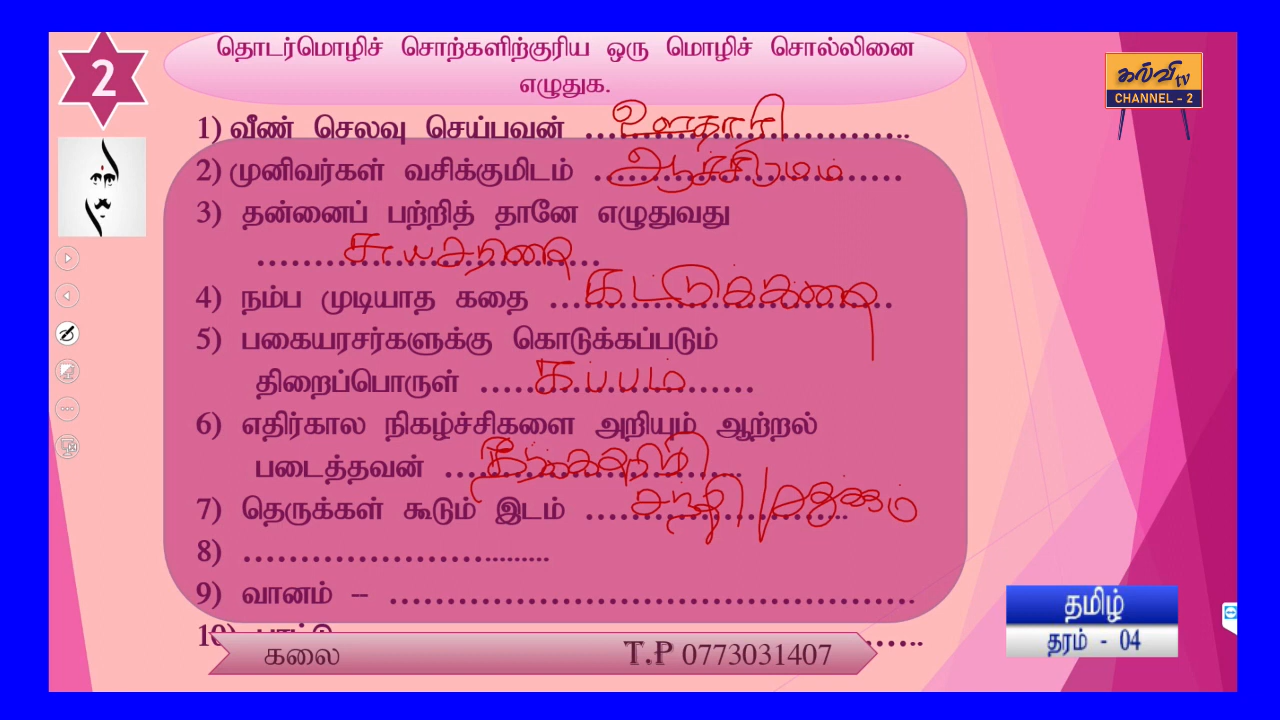 2
தொடர்மொழிச் சொற்களிற்குரிய ஒரு மொழிச் சொல்லினை
எழுதுக.
கல்வி tv
CHANNEL - 2
1) வீண் செலவு செய்பவன் ………ஊதாரி………………..
2) முனிவர்கள் வசிக்குமிடம் ……ஆச்சிரமம்……………
3) தன்னைப் பற்றித் தானே எழுதுவது
…………சுயசரிதை…………
4) நம்ப முடியாத கதை ………கட்டுக்கதை………
5) பகையரசர்களுக்கு கொடுக்கப்படும்
திறைப்பொருள் ………கப்பம்………
6) எதிர்கால நிகழ்ச்சிகளை அறியும் ஆற்றல்
படைத்தவன் ………தீர்க்கதரிசி………
7) தெருக்கள் கூடும் இடம் ………சந்தி /
8) …………………........
9) வானம் -- …………………………………………….
10)
கலை T.P 0773031407
தமிழ்
தரம் - 04